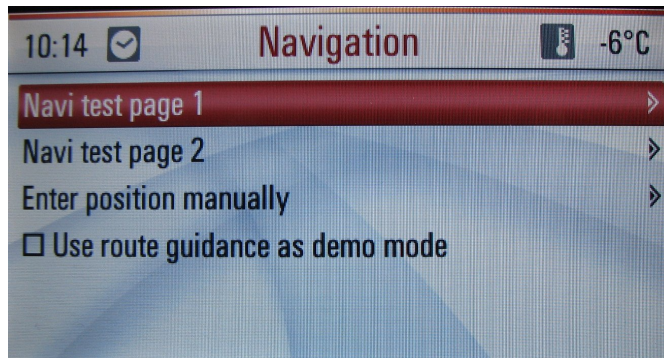 10:14 Navigation -6°C
Navi test page 1
Navi test page 2
Enter position manually
Use route guidance as demo mode